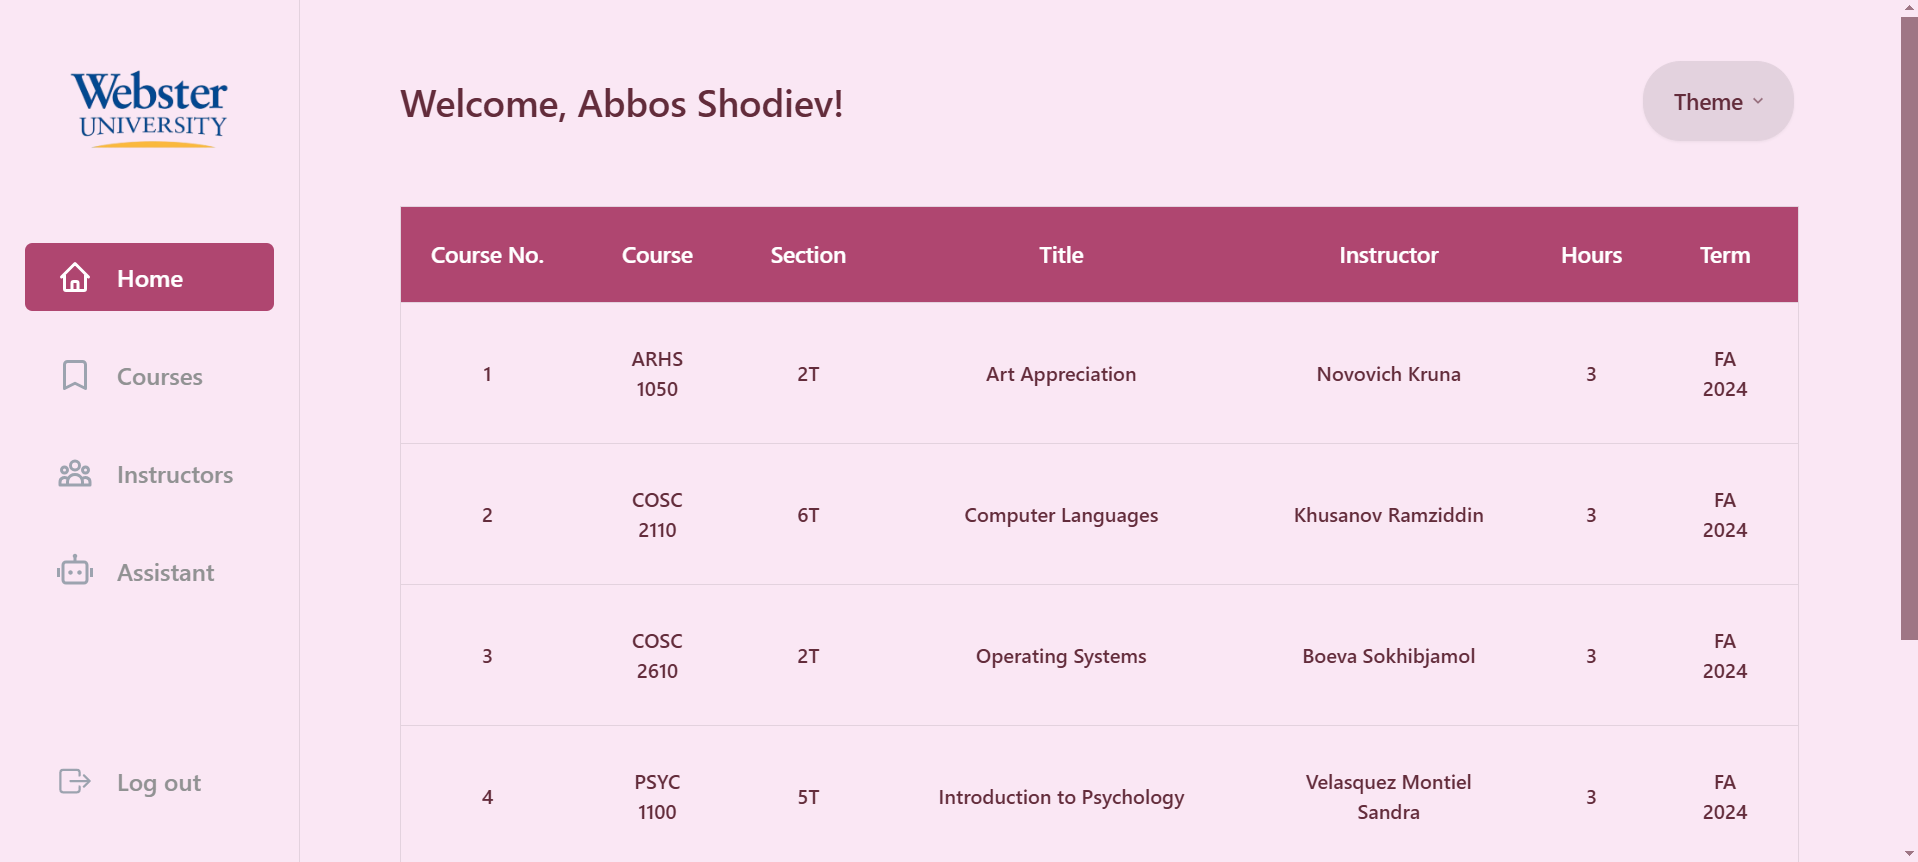 Webster
UNIVERSITY
Welcome, Abbos Shodiev!
Theme
Home
Courses
Instructors
Assistant
Log out
Course No. Course Section Title Instructor Hours Term
1 ARHS 1050 2T Art Appreciation Novovich Kruna 3 FA 2024
2 COSC 2110 6T Computer Languages Khusanov Ramziddin 3 FA 2024
3 COSC 2610 2T Operating Systems Boeva Sokhibjamol 3 FA 2024
4 PSYC 1100 5T Introduction to Psychology Velasquez Montiel Sandra 3 FA 2024